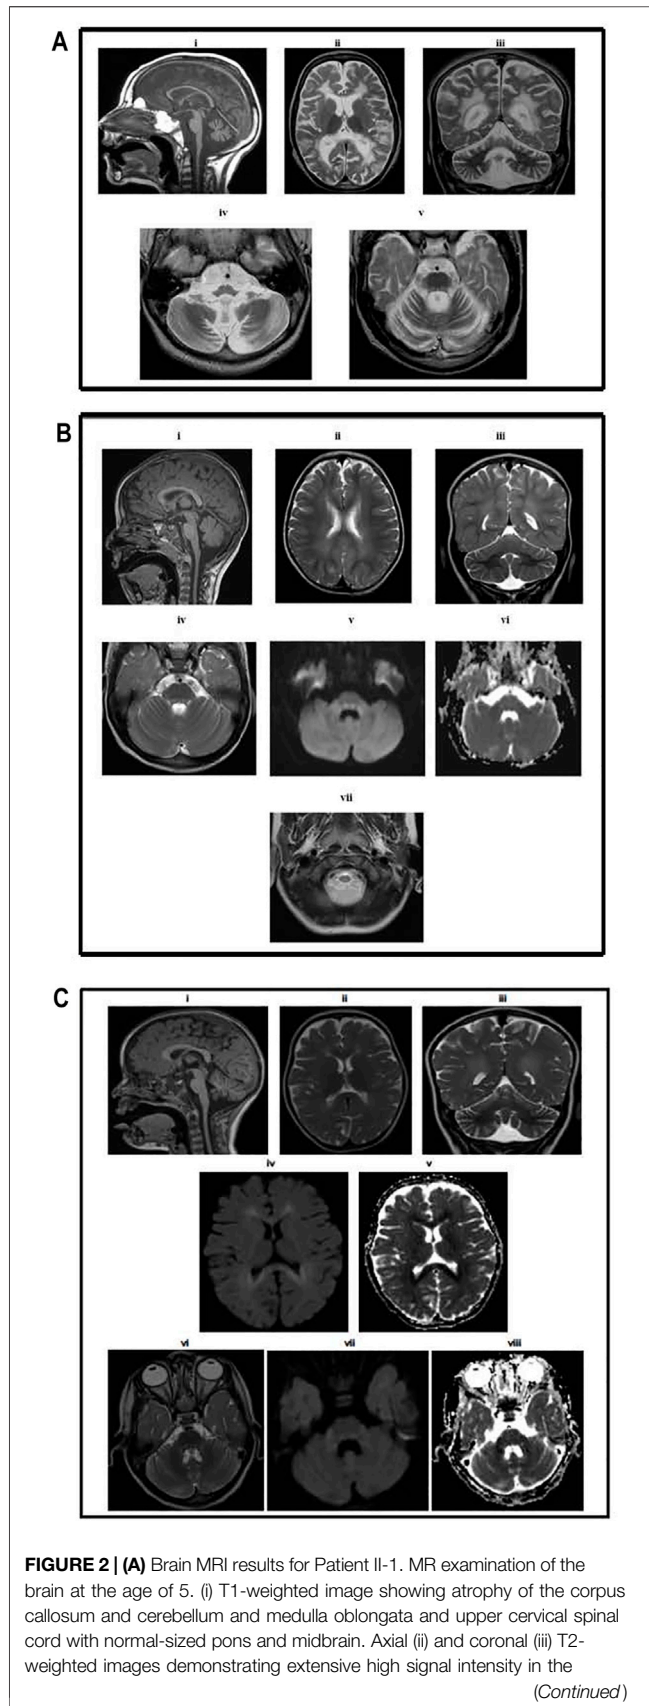 A
i
ii
iii
iv
v
B
i
ii
iii
iv
v
vi
vii
C
i
ii
iii
iv
v
vi
vii
viii
FIGURE 2 | (A) Brain MRI results for Patient II-1. MR examination of the
brain at the age of 5. (i) T1-weighted image showing atrophy of the corpus
callosum and cerebellum and medulla oblongata and upper cervical spinal
cord with normal-sized pons and midbrain. Axial (ii) and coronal (iii) T2-
weighted images demonstrating extensive high signal intensity in the
(Continued)